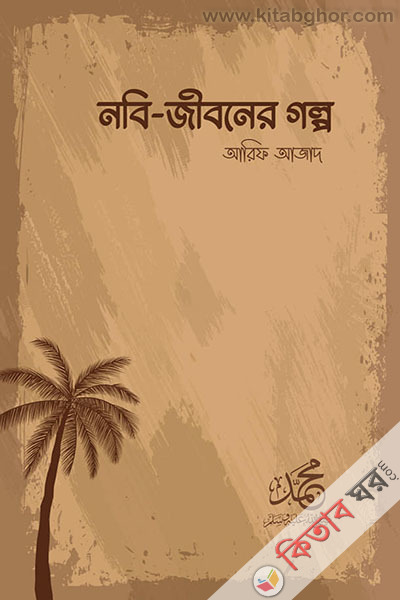 www.kitabghor.com
নবি-জীবনের গল্প
আরিফ আজাদ
محمد
কিতাব ঘর.com